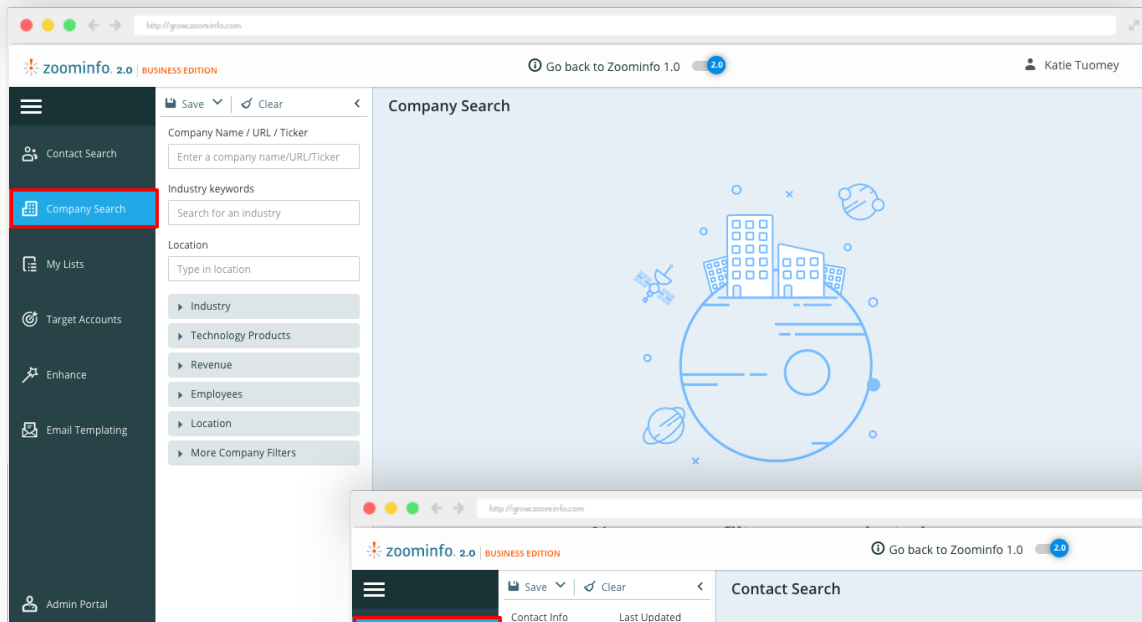 http://grow.zoominfo.com
zoominfo. 2.0 | BUSINESS EDITION
Go back to Zoominfo 1.0 2.0
Katie Tuomey
Save Clear
Company Search
Contact Search
Company Search
My Lists
Target Accounts
Enhance
Email Templating
Admin Portal
Company Name / URL / Ticker
Enter a company name/URL/Ticker
Industry keywords
Search for an industry
Location
Type in location
Industry
Technology Products
Revenue
Employees
Location
More Company Filters
http://grow.zoominfo.com
zoominfo. 2.0 | BUSINESS EDITION
Go back to Zoominfo 1.0 2.0
Save Clear
Contact Search
Contact Info Last Updated